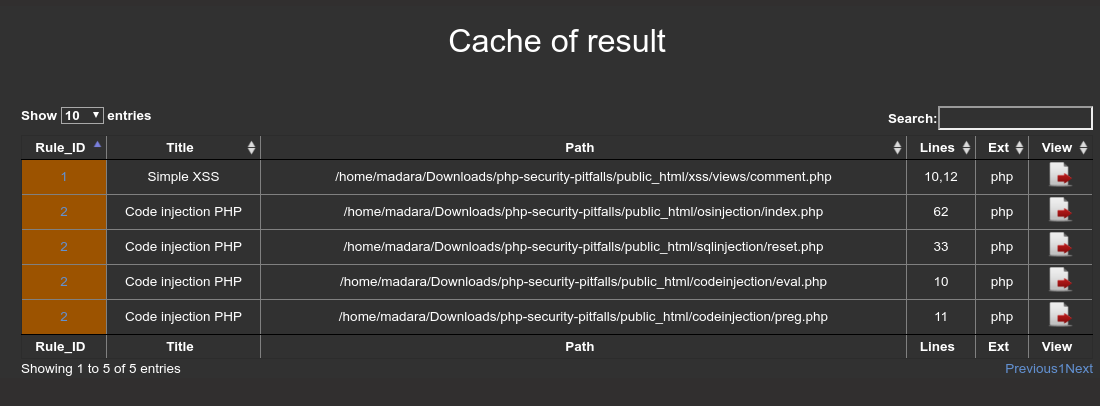 Cache of result
Show 10 entries
Search:
Rule_ID Title Path Lines Ext View
1 Simple XSS /home/madara/Downloads/php-security-pitfalls/public_html/xss/views/comment.php 10,12 php
2 Code injection PHP /home/madara/Downloads/php-security-pitfalls/public_html/osinjection/index.php 62 php
2 Code injection PHP /home/madara/Downloads/php-security-pitfalls/public_html/sqlinjection/reset.php 33 php
2 Code injection PHP /home/madara/Downloads/php-security-pitfalls/public_html/codeinjection/eval.php 10 php
2 Code injection PHP /home/madara/Downloads/php-security-pitfalls/public_html/codeinjection/preg.php 11 php
Rule_ID Title Path Lines Ext View
Showing 1 to 5 of 5 entries
Previous1Next